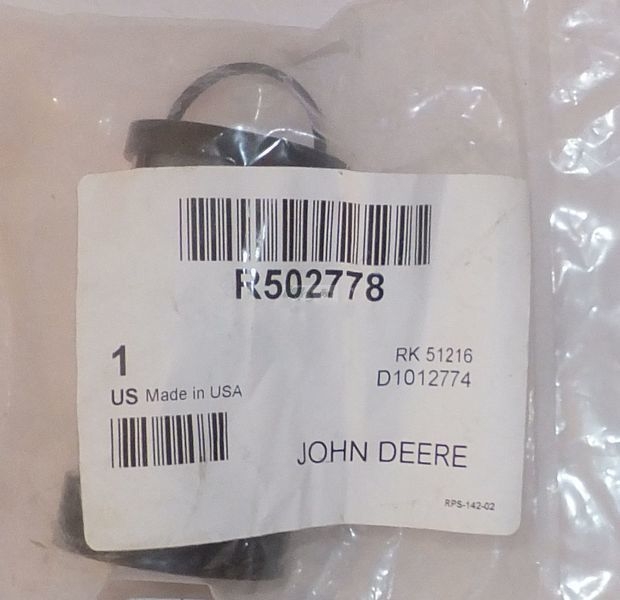 R502778
1
RK 51216
D1012774
US Made in USA
JOHN DEERE
RPS-142-02